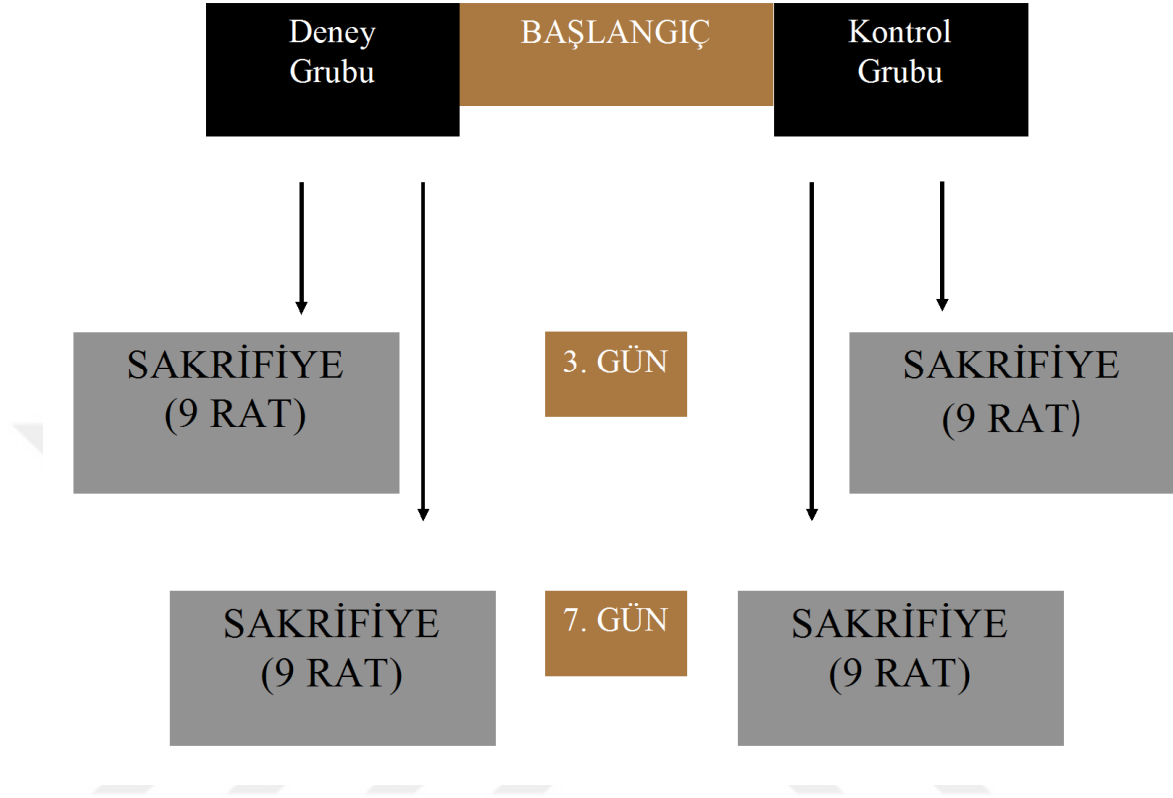 Deney
Grubu
BAŞLANGIÇ
Kontrol
Grubu
SAKRİFİYE
(9 RAT)
3. GÜN
SAKRİFİYE
(9 RAT)
SAKRİFİYE
(9 RAT)
7. GÜN
SAKRİFİYE
(9 RAT)